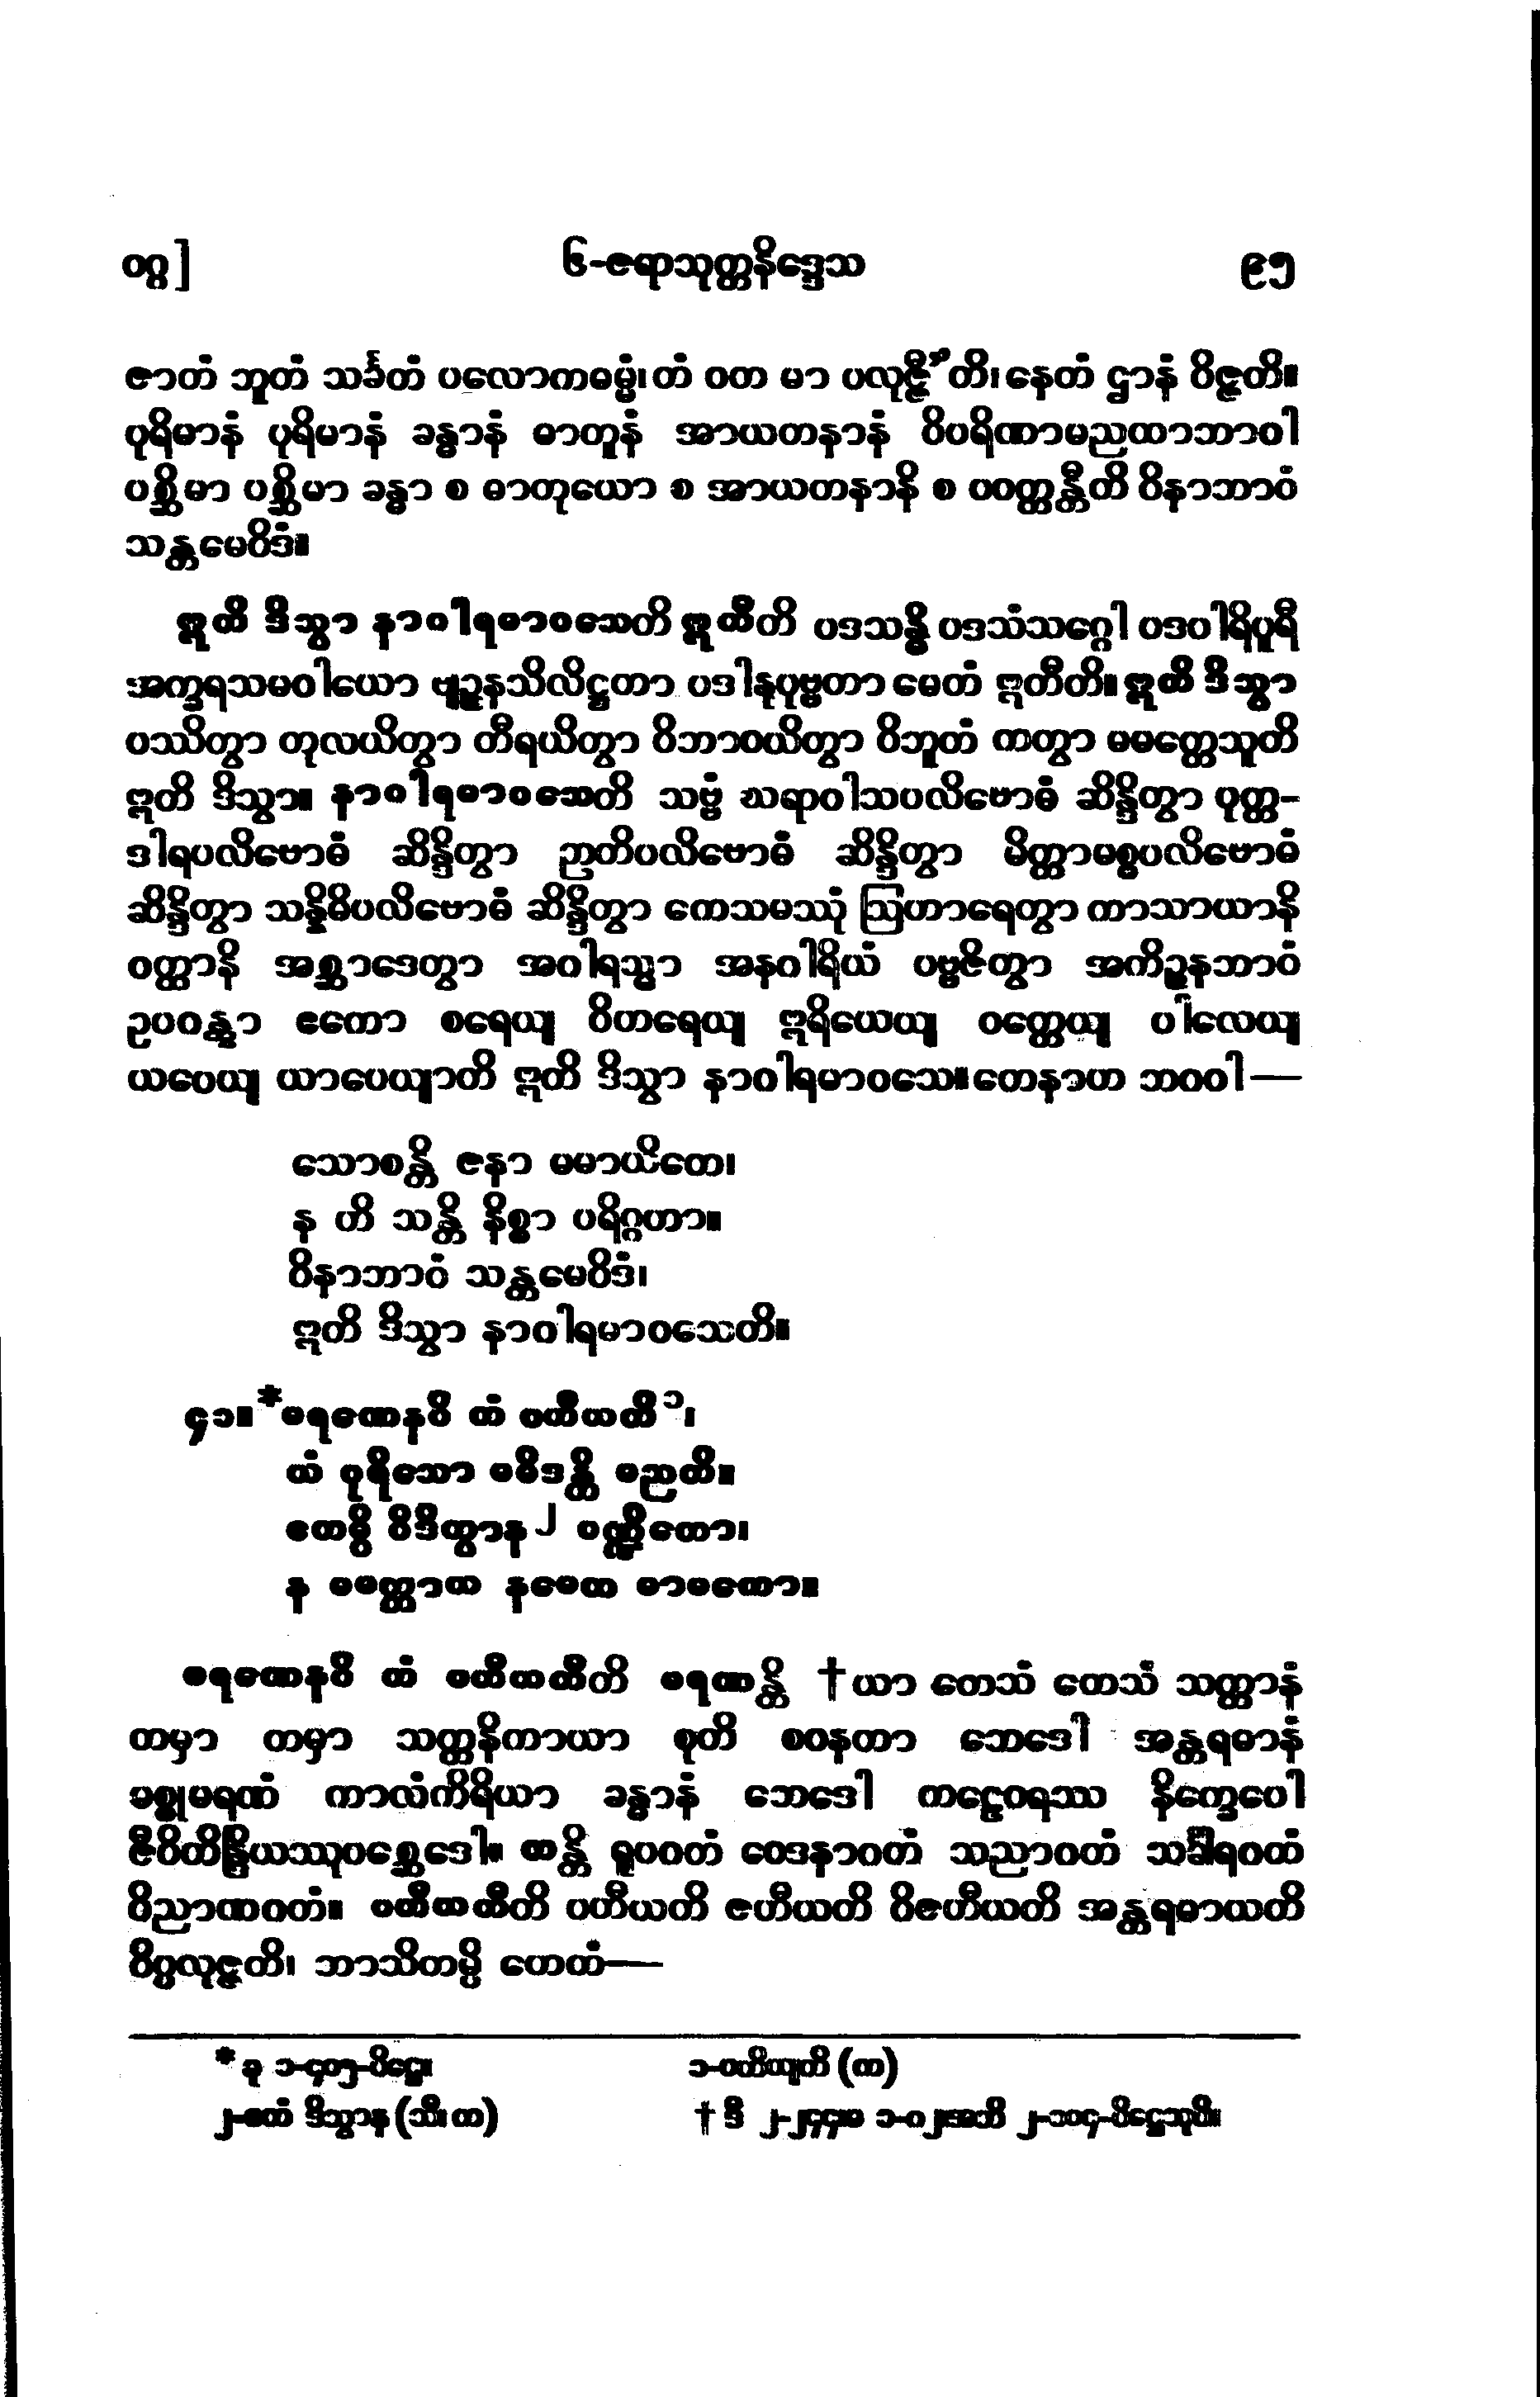 ဝဂ္ဂ]                    ၆-ဇရာသုတ္တနိဒ္ဒေသ                    ၉၅
ဇာတံ ဘူတံ သင်္ခတံ ပလောကဓမ္မံ၊ တံ ဝတ မာ ပလုဇ္ဇီ”တိ၊ နေတံ ဌာနံ ဝိဇ္ဇတိ။
ပုရိမာနံ ပုရိမာနံ ခန္ဓာနံ ဓာတူနံ အာယတနာနံ ဝိပရိဏာမညထာဘာဝါ
ပစ္ဆိမာ ပစ္ဆိမာ ခန္ဓာ စ ဓာတုယော စ အာယတနာနိ စ ပဝတ္တန္တီတိ ဝိနာဘာဝံ
သန္တမေဝိဒံ။
ဣတိ ဒိသွာ နာဂါရမာဝသေတိ ဣတီတိ ပဒသန္ဓိ ပဒသံသဂ္ဂေါ ပဒပါရိပူရီ
အက္ခရသမဝါယော ဗျဉ္ဇနသိလိဋ္ဌတာ ပဒါနုပုဗ္ဗတာ မေတံ ဣတီတိ။ ဣတိ ဒိသွာ
ပဿိတွာ တုလယိတွာ တီရယိတွာ ဝိဘာဝယိတွာ ဝိဘူတံ ကတွာ မမတ္တေသူတိ
ဣတိ ဒိသွာ။ နာဂါရမာဝသေတိ သဗ္ဗံ ဃရာဝါသပလိဗောဓံ ဆိန္ဒိတွာ ပုတ္တ-
ဒါရပလိဗောဓံ ဆိန္ဒိတွာ ဉာတိပလိဗောဓံ ဆိန္ဒိတွာ မိတ္တာမစ္စပလိဗောဓံ
ဆိန္ဒိတွာ သန္နိဓိပလိဗောဓံ ဆိန္ဒိတွာ ကေသမဿုံ ဩဟာရေတွာ ကာသာယာနိ
ဝတ္ထာနိ အစ္ဆာဒေတွာ အဂါရသ္မာ အနဂါရိယံ ပဗ္ဗဇိတွာ အကိဉ္စနဘာဝံ
ဥပဂန္တွာ ဧကော စရေယျ ဝိဟရေယျ ဣရိယေယျ ဝတ္တေယျ ပါလေယျ
ယပေယျ ယာပေယျာတိ ဣတိ ဒိသွာ နာဂါရမာဝသေ။ တေနာဟ ဘဂဝါ—
သောစန္တိ ဇနာ မမာယိတေ၊
န ဟိ သန္တိ နိစ္စာ ပရိဂ္ဂဟာ။
ဝိနာဘာဝံ သန္တမေဝိဒံ၊
ဣတိ ဒိသွာ နာဂါရမာဝသေတိ။
၄၁။ *မရဏေနပိ တံ ပဟီယတိ၁၊
ယံ ပုရိသော မမိဒန္တိ မညတိ။
ဧတမ္ပိ ဝိဒိတွာန၂ ပဏ္ဍိတော၊
န မမတ္တာယ နမေထ မာမကော။
မရဏေနပိ တံ ပဟီယတီတိ မရဏန္တိ †ယာ တေသံ တေသံ သတ္တာနံ
တမှာ တမှာ သတ္တနိကာယာ စုတိ စဝနတာ ဘေဒေါ အန္တရဓာနံ
မစ္စုမရဏံ ကာလံကိရိယာ ခန္ဓာနံ ဘေဒေါ ကဠေဝရဿ နိက္ခေပေါ
ဇီဝိတိန္ဒြိယဿုပစ္ဆေဒေါ။ တန္တိ ရူပဂတံ ဝေဒနာဂတံ သညာဂတံ သင်္ခါရဂတံ
ဝိညာဏဂတံ။ ပဟီယတီတိ ပဟီယတိ ဇဟီယတိ ဝိဇဟီယတိ အန္တရဓာယတိ
ဝိပ္ပလုဇ္ဇတိ၊ ဘာသိတမ္ပိ ဟေတံ—
* ခု ၁-၄၀၅-ပိဋ္ဌေ။                    ၁-ပဟိယျတိ (က)
၂-ဧတံ ဒိသွာန (သီ၊ က)                    † ဒီ ၂-၂၄၄၊ မ ၁-၈၂၊ အဘိ ၂-၁၀၄-ပိဋ္ဌေသုပိ။